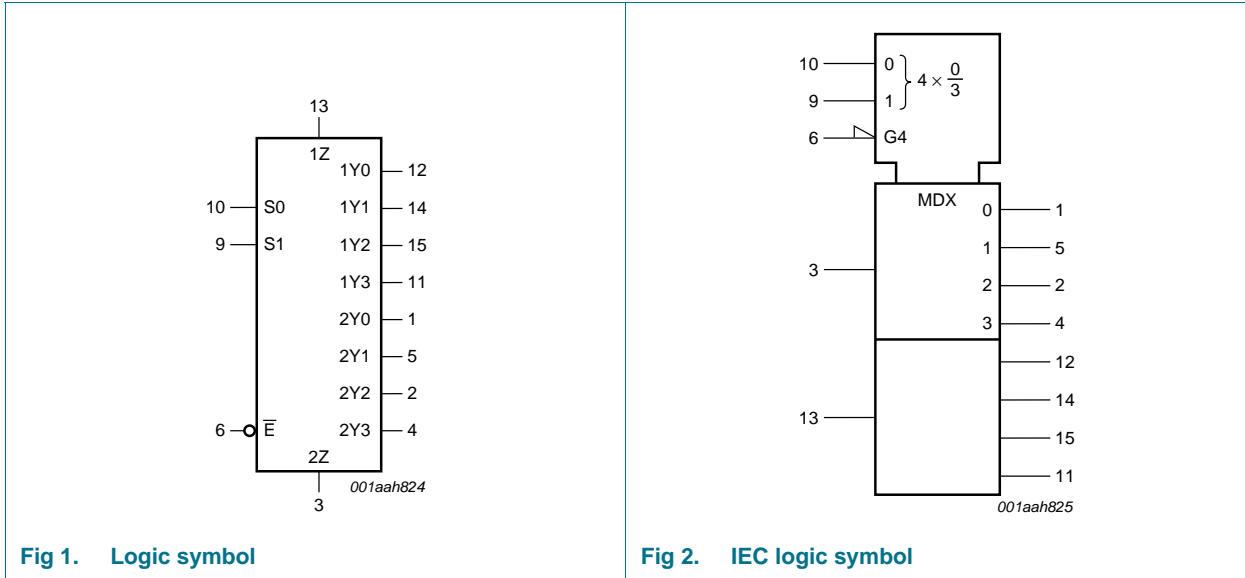 13
1Z
1Y0 12
10 S0 1Y1 14
9 S1 1Y2 15
1Y3 11
2Y0 1
2Y1 5
2Y2 2
6 E̅ 2Y3 4
2Z
001aah824
3
Fig 1. Logic symbol
10 0
4 × 0/3
9 1
6 G4
MDX
0 1
1 5
3
2 2
3 4
12
14
13
15
11
001aah825
Fig 2. IEC logic symbol